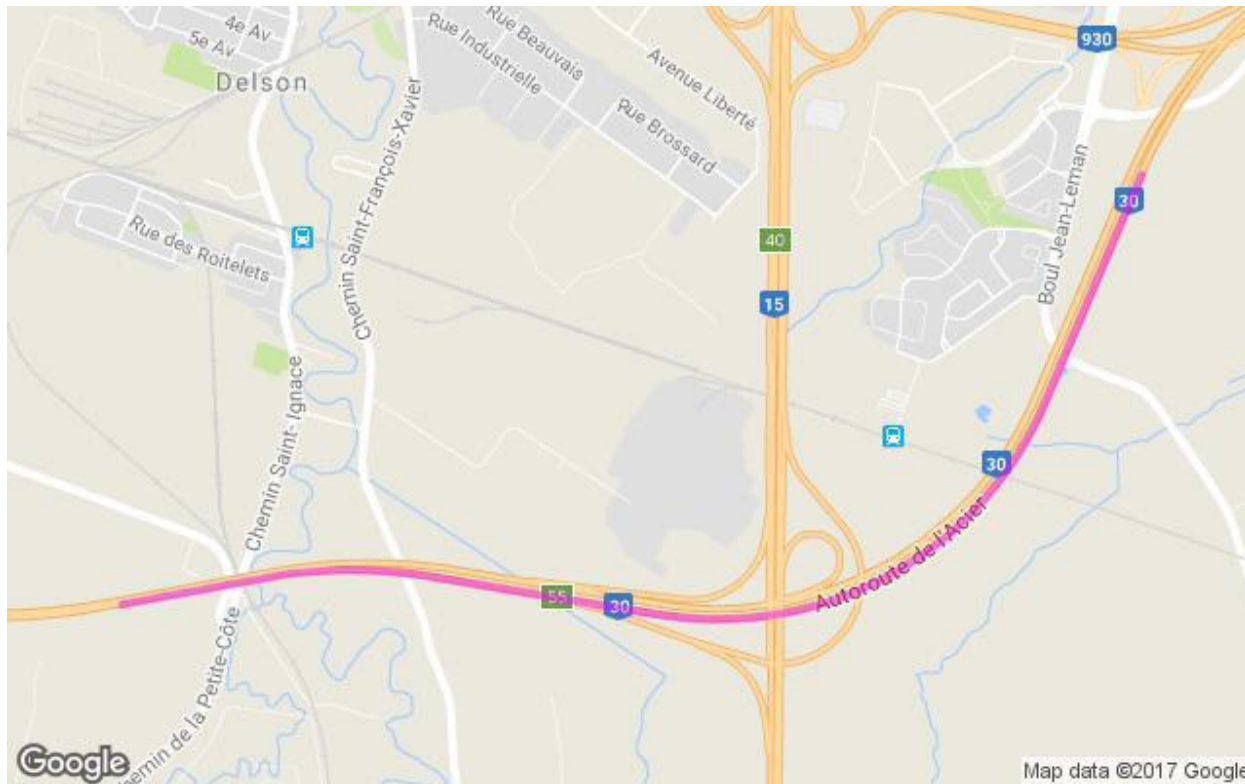 4e Av
5e Av
Delson
Rue Beauvais
Rue Industrielle
Avenue Liberté
Rue Brossard
930
Chemin Saint-François-Xavier
Rue des Roitelets
Boul Jean-Leman
30
40
15
Chemin Saint-Ignace
30
Autoroute de l'Acier
55
30
Chemin de la Petite-Côte
Google
Map data ©2017 Google